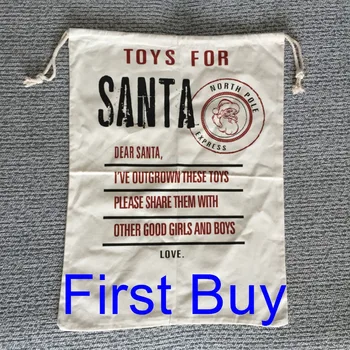 TOYS FOR
SANTA
NORTH POLE
EXPRESS
DEAR SANTA,
I'VE OUTGROWN THESE TOYS
PLEASE SHARE THEM WITH
OTHER GOOD GIRLS AND BOYS
LOVE.
First Buy